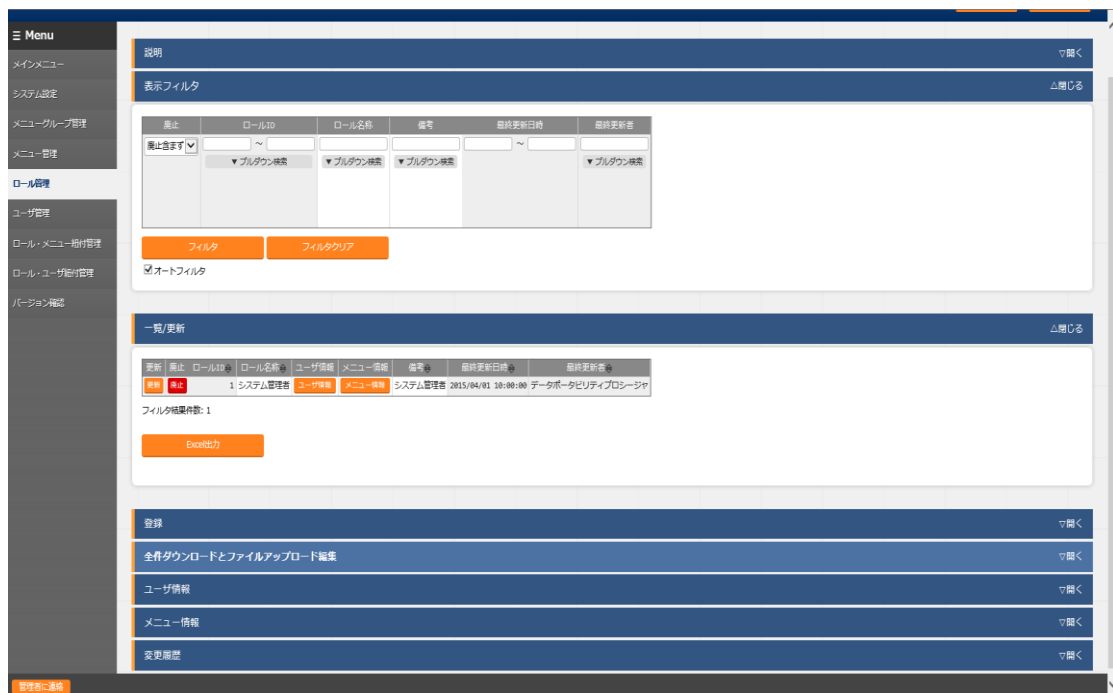 ☰ Menu
メインメニュー
システム設定
メニューグループ管理
メニュー管理
ロール管理
ユーザ管理
ロール・メニュー紐付管理
ロール・ユーザ紐付管理
バージョン確認
説明 ▽開く
表示フィルタ △閉じる
廃止 ロールID ロール名称 備考 最終更新日時 最終更新者
廃止含まず ～ ～
▼プルダウン検索 ▼プルダウン検索 ▼プルダウン検索 ▼プルダウン検索
フィルタ フィルタクリア
オートフィルタ
一覧/更新 △閉じる
更新 廃止 ロールID ロール名称 ユーザ情報 メニュー情報 備考 最終更新日時 最終更新者
更新 廃止 1 システム管理者 ユーザ情報 メニュー情報 システム管理者 2015/04/01 10:00:00 データポータビリティプロシージャ
フィルタ結果件数: 1
Excel出力
登録 ▽開く
全件ダウンロードとファイルアップロード編集 ▽開く
ユーザ情報 ▽開く
メニュー情報 ▽開く
変更履歴 ▽開く
管理者に連絡